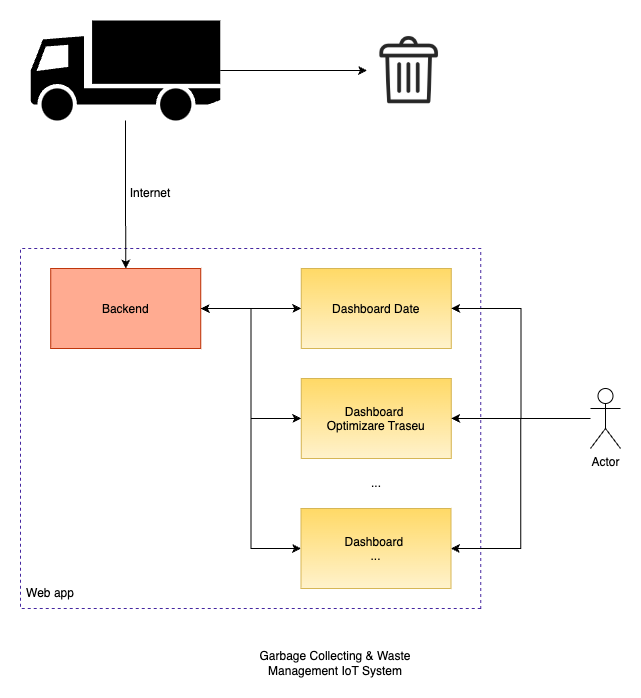 Internet
Backend
Dashboard Date
Dashboard
Optimizare Traseu
...
Actor
Dashboard
...
Web app
Garbage Collecting & Waste
Management IoT System